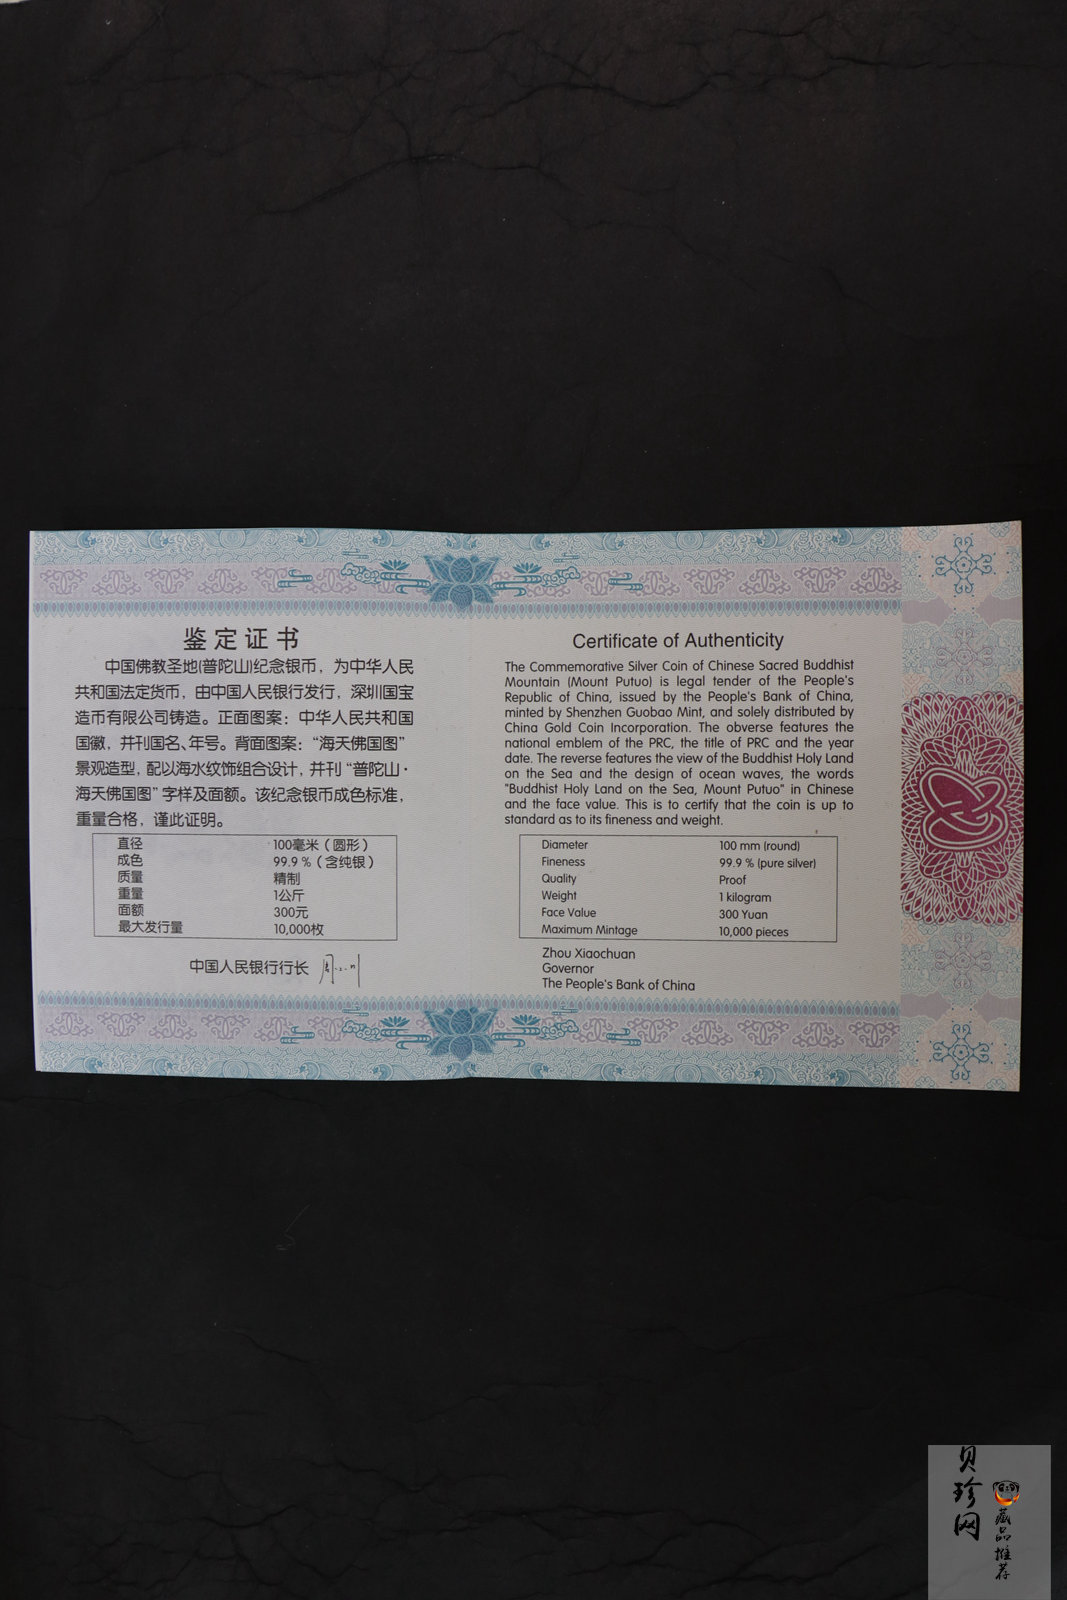 鉴定证书
中国佛教圣地(普陀山)纪念银币，为中华人民
共和国法定货币，由中国人民银行发行，深圳国宝
造币有限公司铸造。正面图案：中华人民共和国
国徽，并刊国名、年号。背面图案：“海天佛国图”
景观造型，配以海水纹饰组合设计，并刊“普陀山·
海天佛国图”字样及面额。该纪念银币成色标准，
重量合格，谨此证明。
直径 100毫米（圆形）
成色 99.9 %（含纯银）
质量 精制
重量 1公斤
面额 300元
最大发行量 10,000枚
中国人民银行行长
Certificate of Authenticity
The Commemorative Silver Coin of Chinese Sacred Buddhist
Mountain (Mount Putuo) is legal tender of the People's
Republic of China, issued by the People's Bank of China,
minted by Shenzhen Guobao Mint, and solely distributed by
China Gold Coin Incorporation. The obverse features the
national emblem of the PRC, the title of PRC and the year
date. The reverse features the view of the Buddhist Holy Land
on the Sea and the design of ocean waves, the words
"Buddhist Holy Land on the Sea, Mount Putuo" in Chinese
and the face value. This is to certify that the coin is up to
standard as to its fineness and weight.
Diameter 100 mm (round)
Fineness 99.9 % (pure silver)
Quality Proof
Weight 1 kilogram
Face Value 300 Yuan
Maximum Mintage 10,000 pieces
Zhou Xiaochuan
Governor
The People's Bank of China
贝珍网
藏品推荐